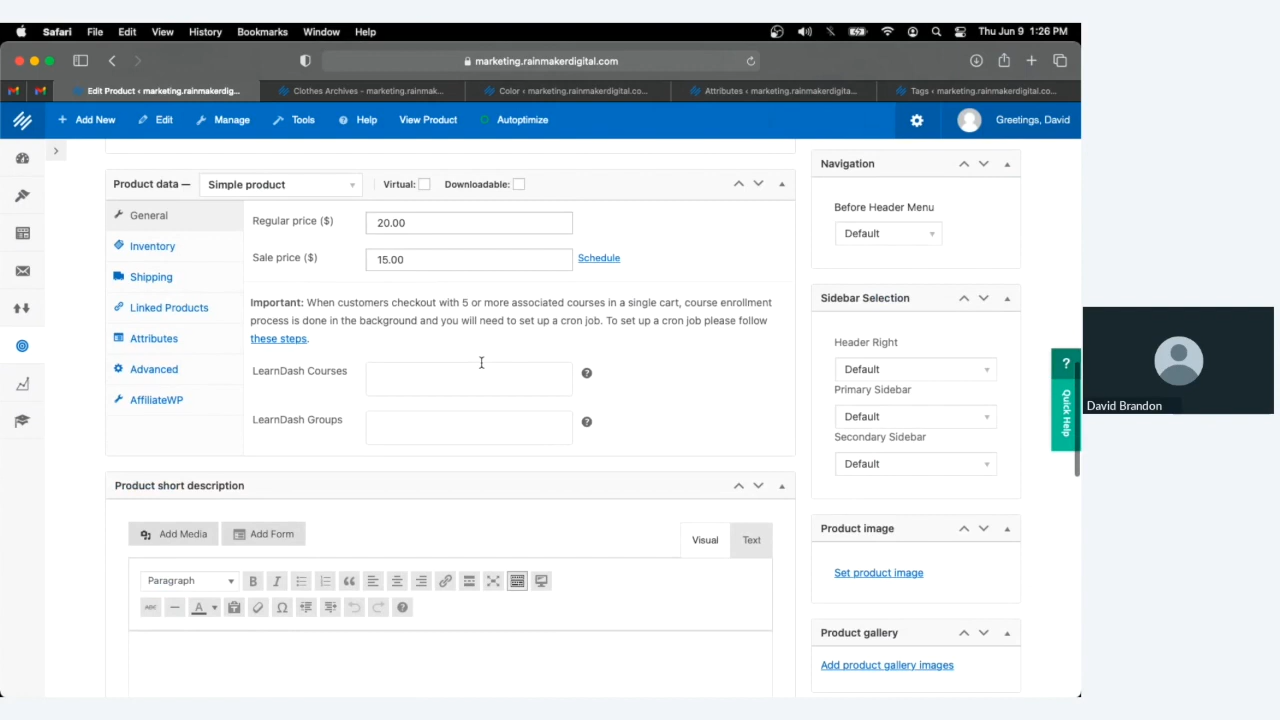 Safari File Edit View History Bookmarks Window Help Thu Jun 9 1:26 PM
marketing.rainmakerdigital.com
Edit Product ‹ marketing.rainmakerdig... Clothes Archives - marketing.rainmak... Color ‹ marketing.rainmakerdigital.co... Attributes ‹ marketing.rainmakerdigita... Tags ‹ marketing.rainmakerdigital.co...
+ Add New Edit Manage Tools Help View Product Autoptimize Greetings, David
Product data — Simple product Virtual: Downloadable:
General
Inventory
Shipping
Linked Products
Attributes
Advanced
AffiliateWP
Regular price ($) 20.00
Sale price ($) 15.00 Schedule
Important: When customers checkout with 5 or more associated courses in a single cart, course enrollment
process is done in the background and you will need to set up a cron job. To set up a cron job please follow
these steps.
LearnDash Courses ?
LearnDash Groups ?
Product short description
Add Media Add Form Visual Text
Paragraph B I
ABC A Ω ?
Navigation
Before Header Menu
Default
Sidebar Selection
Header Right
Default
Primary Sidebar
Default
Secondary Sidebar
Default
Product image
Set product image
Product gallery
Add product gallery images
? Quick Help
David Brandon